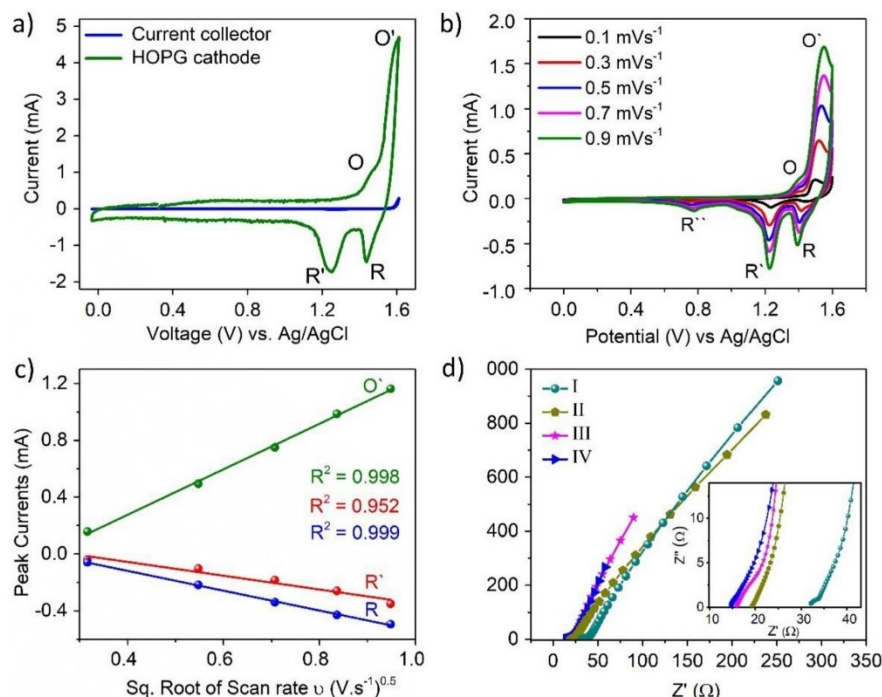 a)
Current collector
HOPG cathode
O'
O
R'
R
Current (mA)
5
4
3
2
1
0
-1
-2
0.0 0.4 0.8 1.2 1.6
Voltage (V) vs. Ag/AgCl
b)
0.1 mVs⁻¹
0.3 mVs⁻¹
0.5 mVs⁻¹
0.7 mVs⁻¹
0.9 mVs⁻¹
O`
O
R``
R`
R
Current (mA)
2.0
1.5
1.0
0.5
0.0
-0.5
-1.0
0.0 0.4 0.8 1.2 1.6
Potential (V) vs Ag/AgCl
c)
O`
R² = 0.998
R² = 0.952
R² = 0.999
R`
R
Peak Currents (mA)
1.2
0.8
0.4
0.0
-0.4
0.4 0.6 0.8 1.0
Sq. Root of Scan rate υ (V.s⁻¹)⁰·⁵
d)
I
II
III
IV
000
800
600
400
200
0
Z" (Ω)
10
5
0
10 20 30 40
Z' (Ω)
0 50 100 150 200 250 300 350
Z' (Ω)